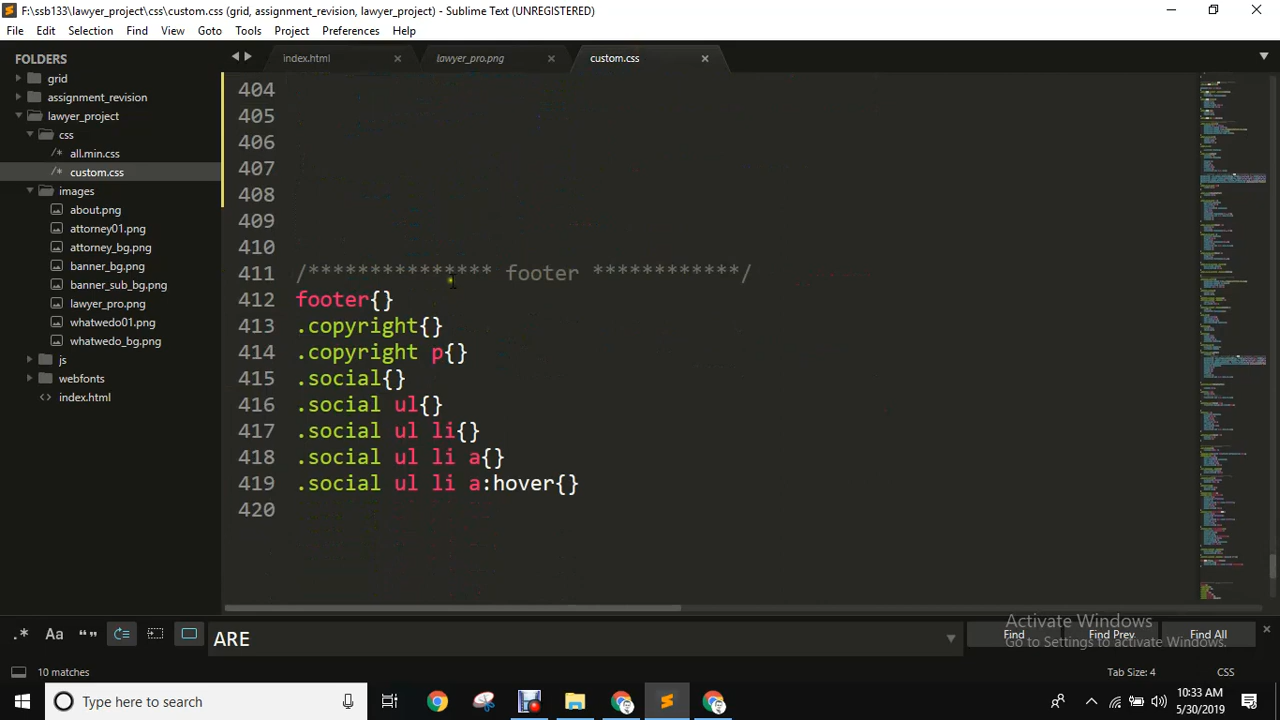 F:\ssb133\lawyer_project\css\custom.css (grid, assignment_revision, lawyer_project) - Sublime Text (UNREGISTERED)
File Edit Selection Find View Goto Tools Project Preferences Help
FOLDERS
grid
assignment_revision
lawyer_project
css
/* all.min.css
/* custom.css
images
about.png
attorney01.png
attorney_bg.png
banner_bg.png
banner_sub_bg.png
lawyer_pro.png
whatwedo01.png
whatwedo_bg.png
js
webfonts
<> index.html
index.html lawyer_pro.png custom.css
404
405
406
407
408
409
410
411 /*************** footer ************/
412 footer{}
413 .copyright{}
414 .copyright p{}
415 .social{}
416 .social ul{}
417 .social ul li{}
418 .social ul li a{}
419 .social ul li a:hover{}
420
.* Aa “” ARE Find Find Prev Find All
Activate Windows
Go to Settings to activate Windows.
10 matches Tab Size: 4 CSS
Type here to search
10:33 AM
5/30/2019